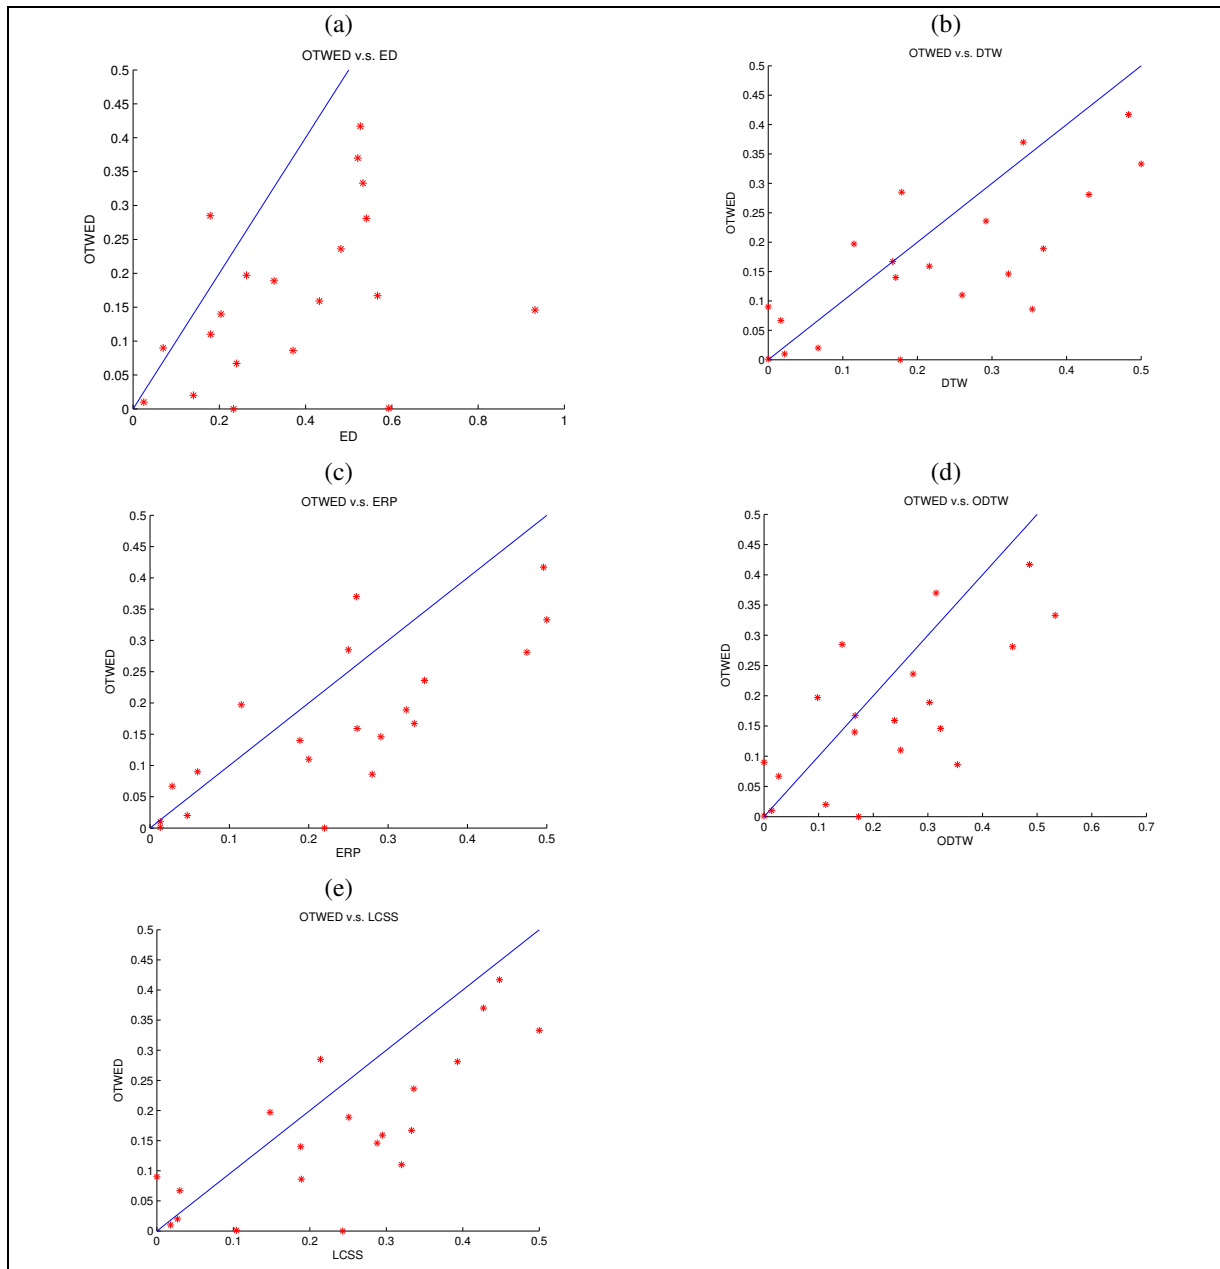 (a)
OTWED v.s. ED
0.5
0.45
0.4
0.35
0.3
0.25
0.2
0.15
0.1
0.05
0
OTWED
0 0.2 0.4 0.6 0.8 1
ED
(b)
OTWED v.s. DTW
0.5
0.45
0.4
0.35
0.3
0.25
0.2
0.15
0.1
0.05
0
OTWED
0 0.1 0.2 0.3 0.4 0.5
DTW
(c)
OTWED v.s. ERP
0.5
0.45
0.4
0.35
0.3
0.25
0.2
0.15
0.1
0.05
0
OTWED
0 0.1 0.2 0.3 0.4 0.5
ERP
(d)
OTWED v.s. ODTW
0.5
0.45
0.4
0.35
0.3
0.25
0.2
0.15
0.1
0.05
0
OTWED
0 0.1 0.2 0.3 0.4 0.5 0.6 0.7
ODTW
(e)
OTWED v.s. LCSS
0.5
0.45
0.4
0.35
0.3
0.25
0.2
0.15
0.1
0.05
0
OTWED
0 0.1 0.2 0.3 0.4 0.5
LCSS